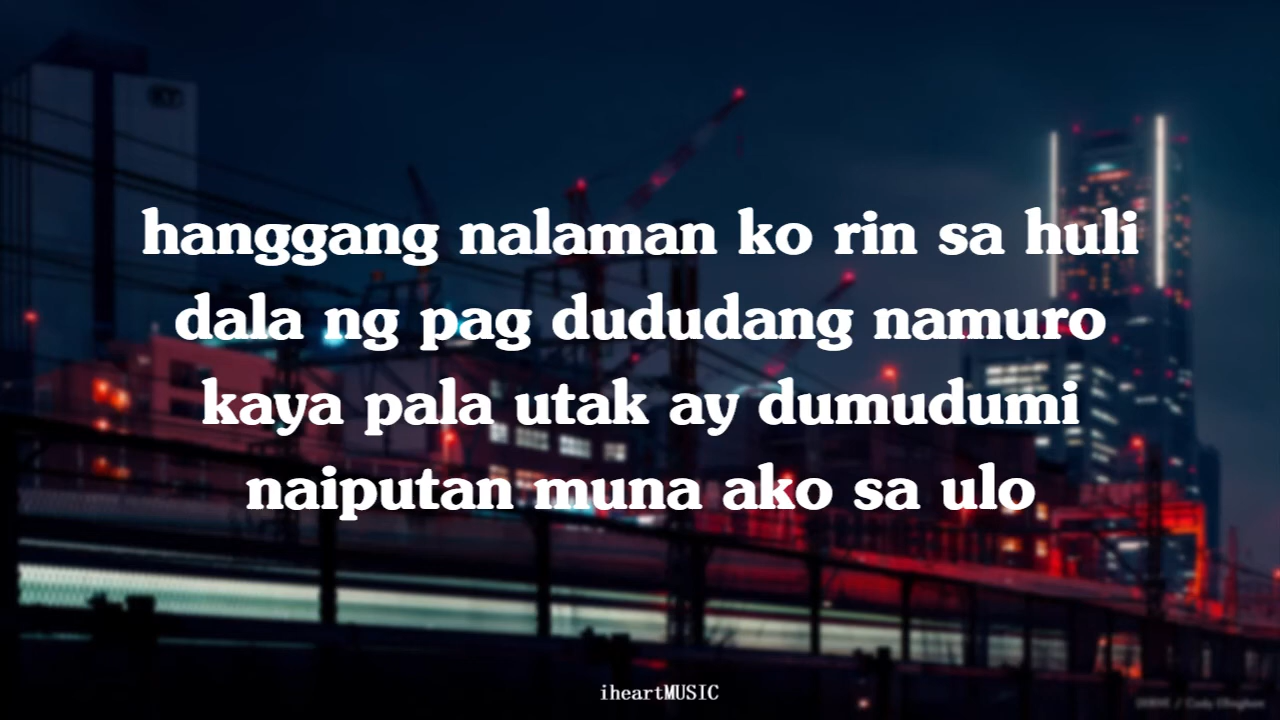 hanggang nalaman ko rin sa huli
dala ng pag dududang namuro
kaya pala utak ay dumudumi
naiputan muna ako sa ulo
iheartMUSIC